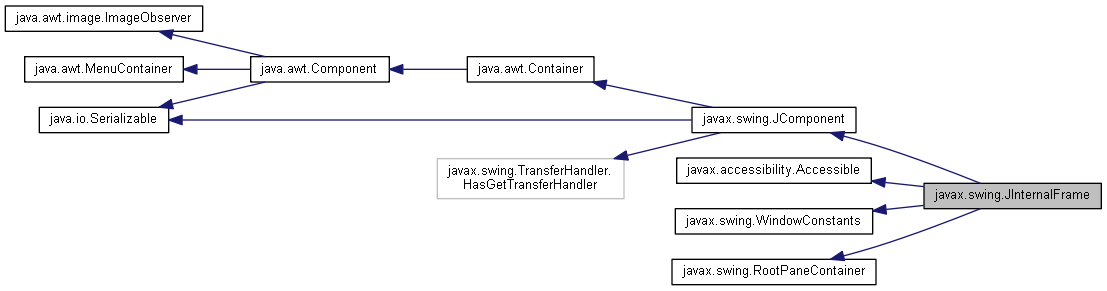 java.awt.image.ImageObserver
java.awt.MenuContainer
java.awt.Component
java.awt.Container
java.io.Serializable
javax.swing.JComponent
javax.swing.TransferHandler.
HasGetTransferHandler
javax.accessibility.Accessible
javax.swing.JInternalFrame
javax.swing.WindowConstants
javax.swing.RootPaneContainer